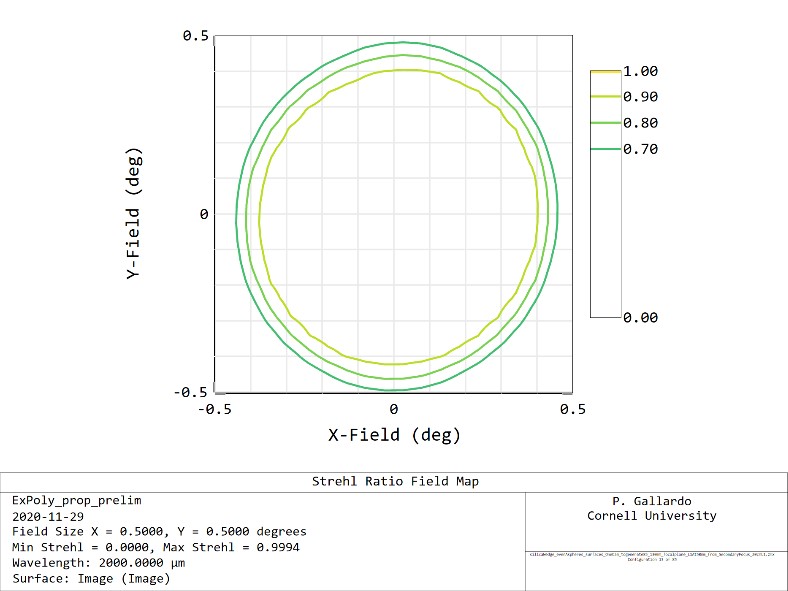 0.5
0
-0.5
Y-Field (deg)
-0.5
0
0.5
X-Field (deg)
1.00
0.90
0.80
0.70
0.00
Strehl Ratio Field Map
ExPoly_prop_prelim
2020-11-29
Field Size X = 0.5000, Y = 0.5000 degrees
Min Strehl = 0.0000, Max Strehl = 0.9994
Wavelength: 2000.0000 µm
Surface: Image (Image)
P. Gallardo
Cornell University